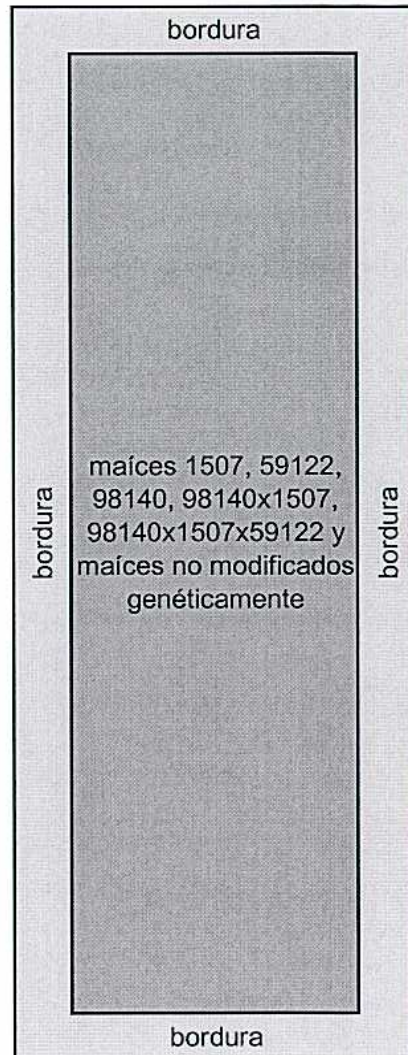 bordura
bordura
maíces 1507, 59122,
98140, 98140x1507,
98140x1507x59122 y
maíces no modificados
genéticamente
bordura
bordura